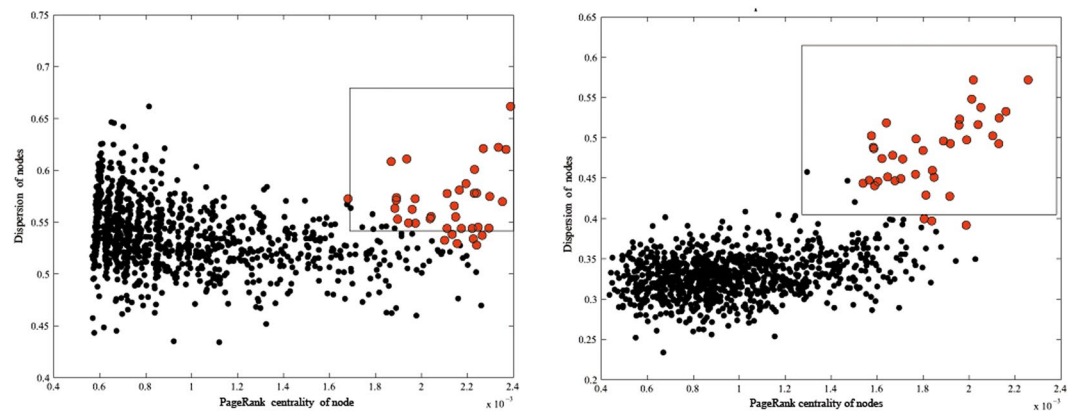 0.75
0.7
0.65
0.6
0.55
0.5
0.45
0.4
Dispersion of nodes
0.4 0.6 0.8 1 1.2 1.4 1.6 1.8 2 2.2 2.4
PageRank centrality of node
x 10⁻³
0.65
0.6
0.55
0.5
0.45
0.4
0.35
0.3
0.25
0.2
Dispersion of nodes
0.4 0.6 0.8 1 1.2 1.4 1.6 1.8 2 2.2 2.4
PageRank centrality of nodes
x 10⁻³